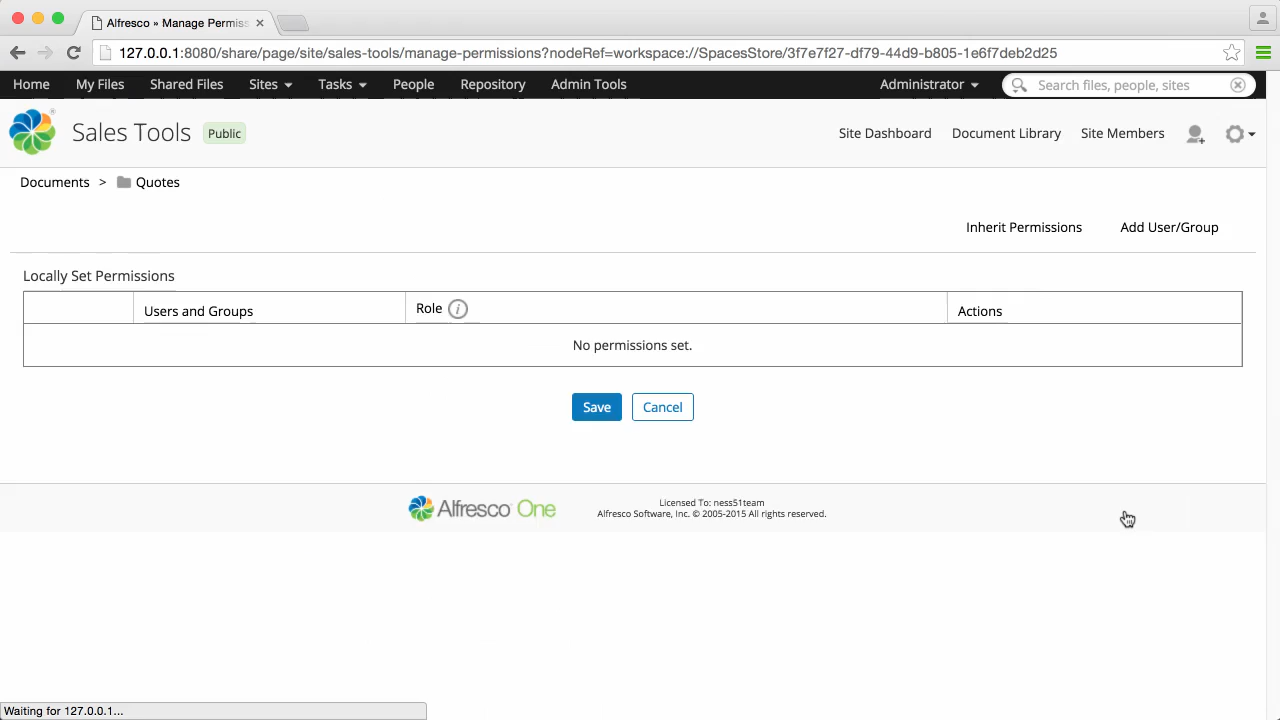 Alfresco » Manage Permiss
127.0.0.1:8080/share/page/site/sales-tools/manage-permissions?nodeRef=workspace://SpacesStore/3f7e7f27-df79-44d9-b805-1e6f7deb2d25
Home My Files Shared Files Sites Tasks People Repository Admin Tools Administrator Search files, people, sites
Sales Tools Public Site Dashboard Document Library Site Members
Documents > Quotes
Inherit Permissions Add User/Group
Locally Set Permissions
Users and Groups Role i Actions
No permissions set.
Save Cancel
Alfresco One
Licensed To: ness51team
Alfresco Software, Inc. © 2005-2015 All rights reserved.
Waiting for 127.0.0.1...